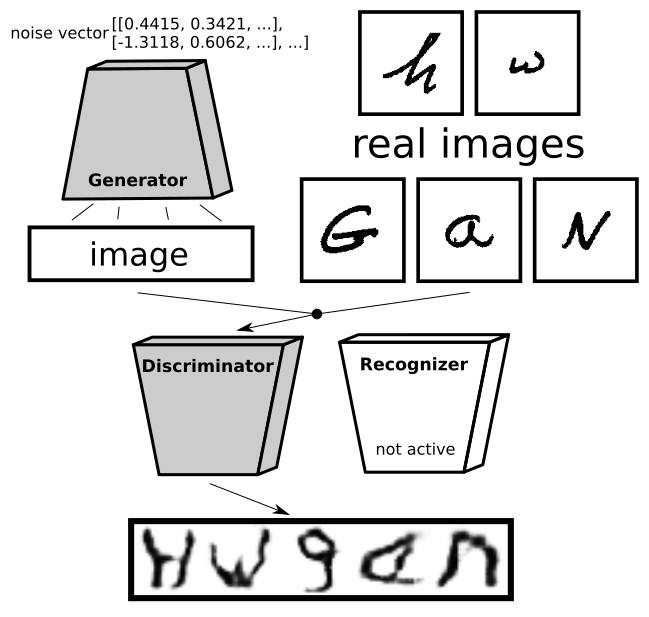 noise vector [[0.4415, 0.3421, ...],
[-1.3118, 0.6062, ...], ...]
Generator
image
h w
real images
G a N
Discriminator
Recognizer
not active
H W g a n